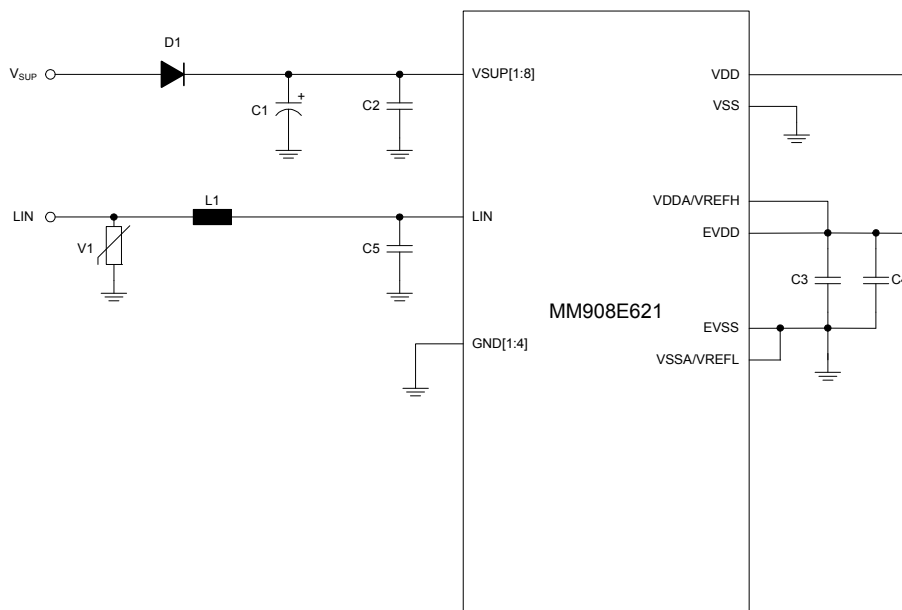 D1
VSUP
VSUP[1:8]
VDD
C1
+
C2
VSS
VDDA/VREFH
LIN
L1
LIN
EVDD
V1
C5
C3
C4
MM908E621
EVSS
GND[1:4]
VSSA/VREFL